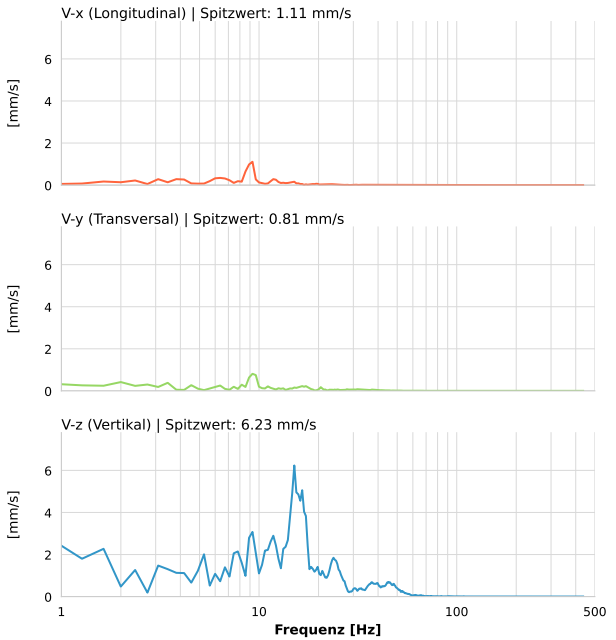 V-x (Longitudinal) | Spitzwert: 1.11 mm/s
6
4
2
0
[mm/s]
V-y (Transversal) | Spitzwert: 0.81 mm/s
6
4
2
0
[mm/s]
V-z (Vertikal) | Spitzwert: 6.23 mm/s
6
4
2
0
[mm/s]
1 10 100 500
Frequenz [Hz]